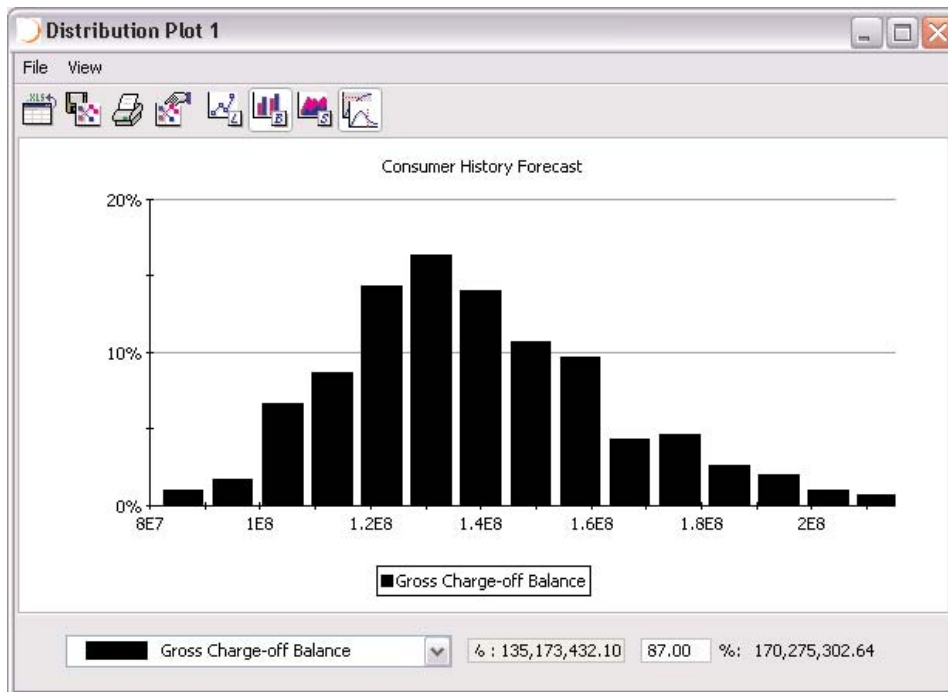 Distribution Plot 1
File View
.XLS
L B S
Consumer History Forecast
20%
10%
0%
8E7 1E8 1.2E8 1.4E8 1.6E8 1.8E8 2E8
Gross Charge-off Balance
Gross Charge-off Balance : 135,173,432.10 87.00 %: 170,275,302.64